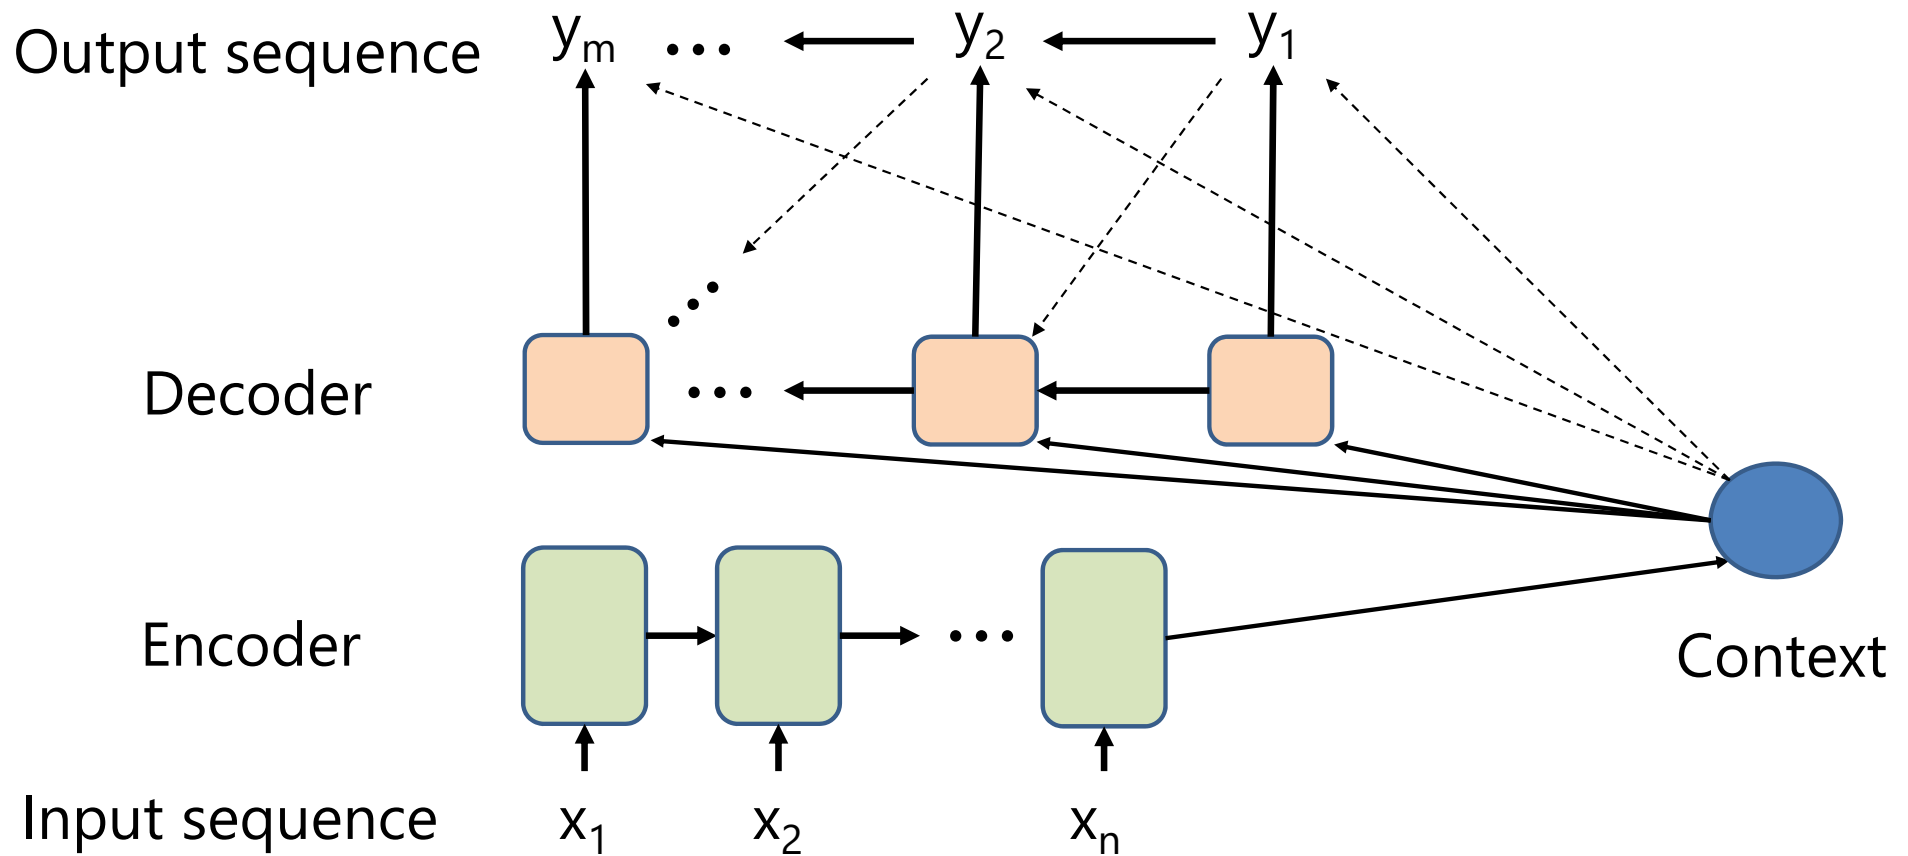 Output sequence yₘ ... y₂ y₁
Decoder ...
Encoder ...
Context
Input sequence x₁ x₂ xₙ